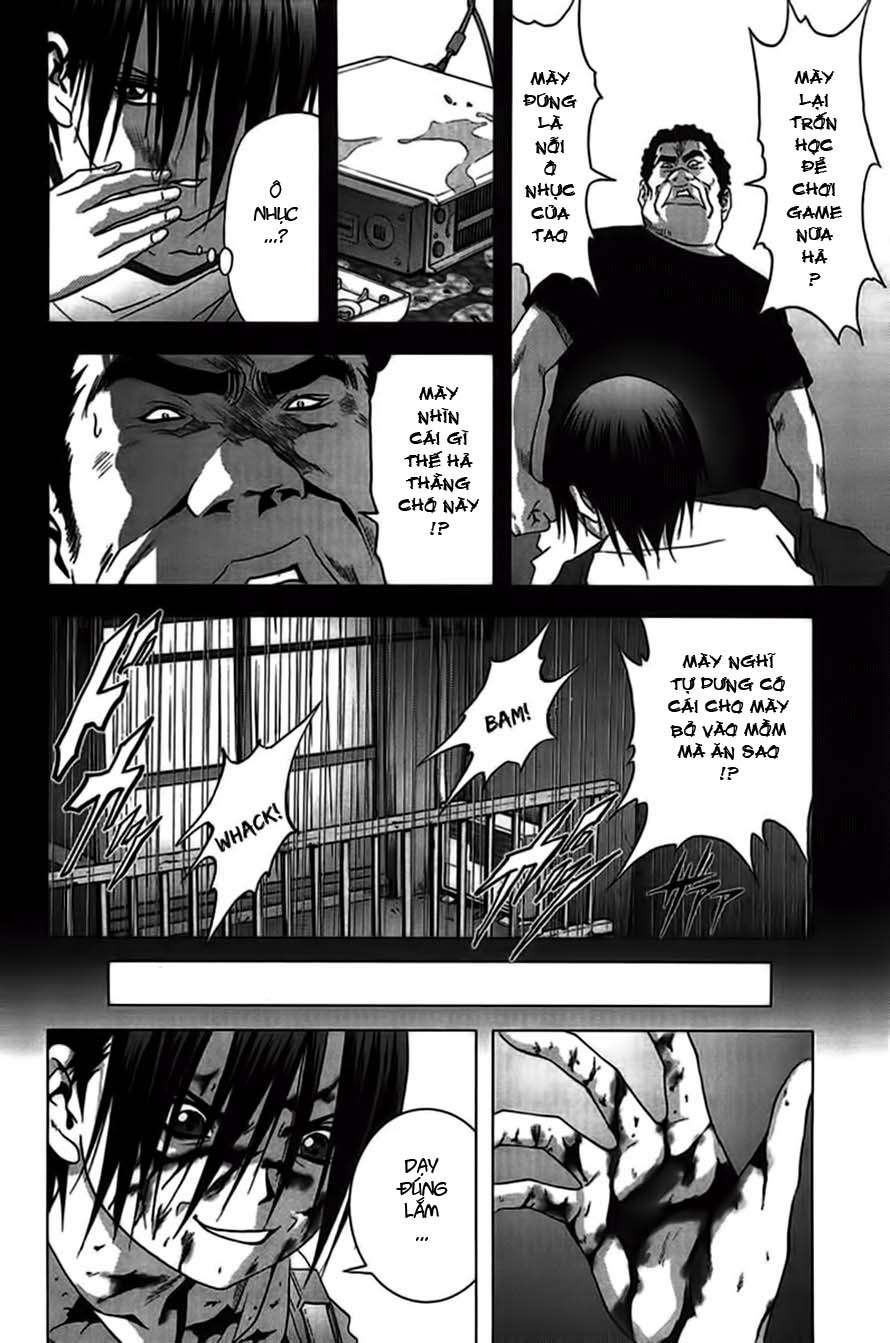 MÀY
LẠI
TRỐN
HỌC
ĐỂ
CHƠI
GAME
NỮA
HẢ
?
MÀY
ĐÚNG
LÀ
NỖI
Ô
NHỤC
CỦA
TAO
Ô
NHỤC
...?
MÀY
NHÌN
CÁI GÌ
THẾ HẢ
THẰNG
CHÓ NÀY
!?
MÀY NGHĨ
TỰ DƯNG CÓ
CÁI CHO MÀY
BỎ VÀO MỒM
MÀ ĂN SAO
!?
BAM!
WHACK!
DẠY
ĐÚNG
LẮM
...